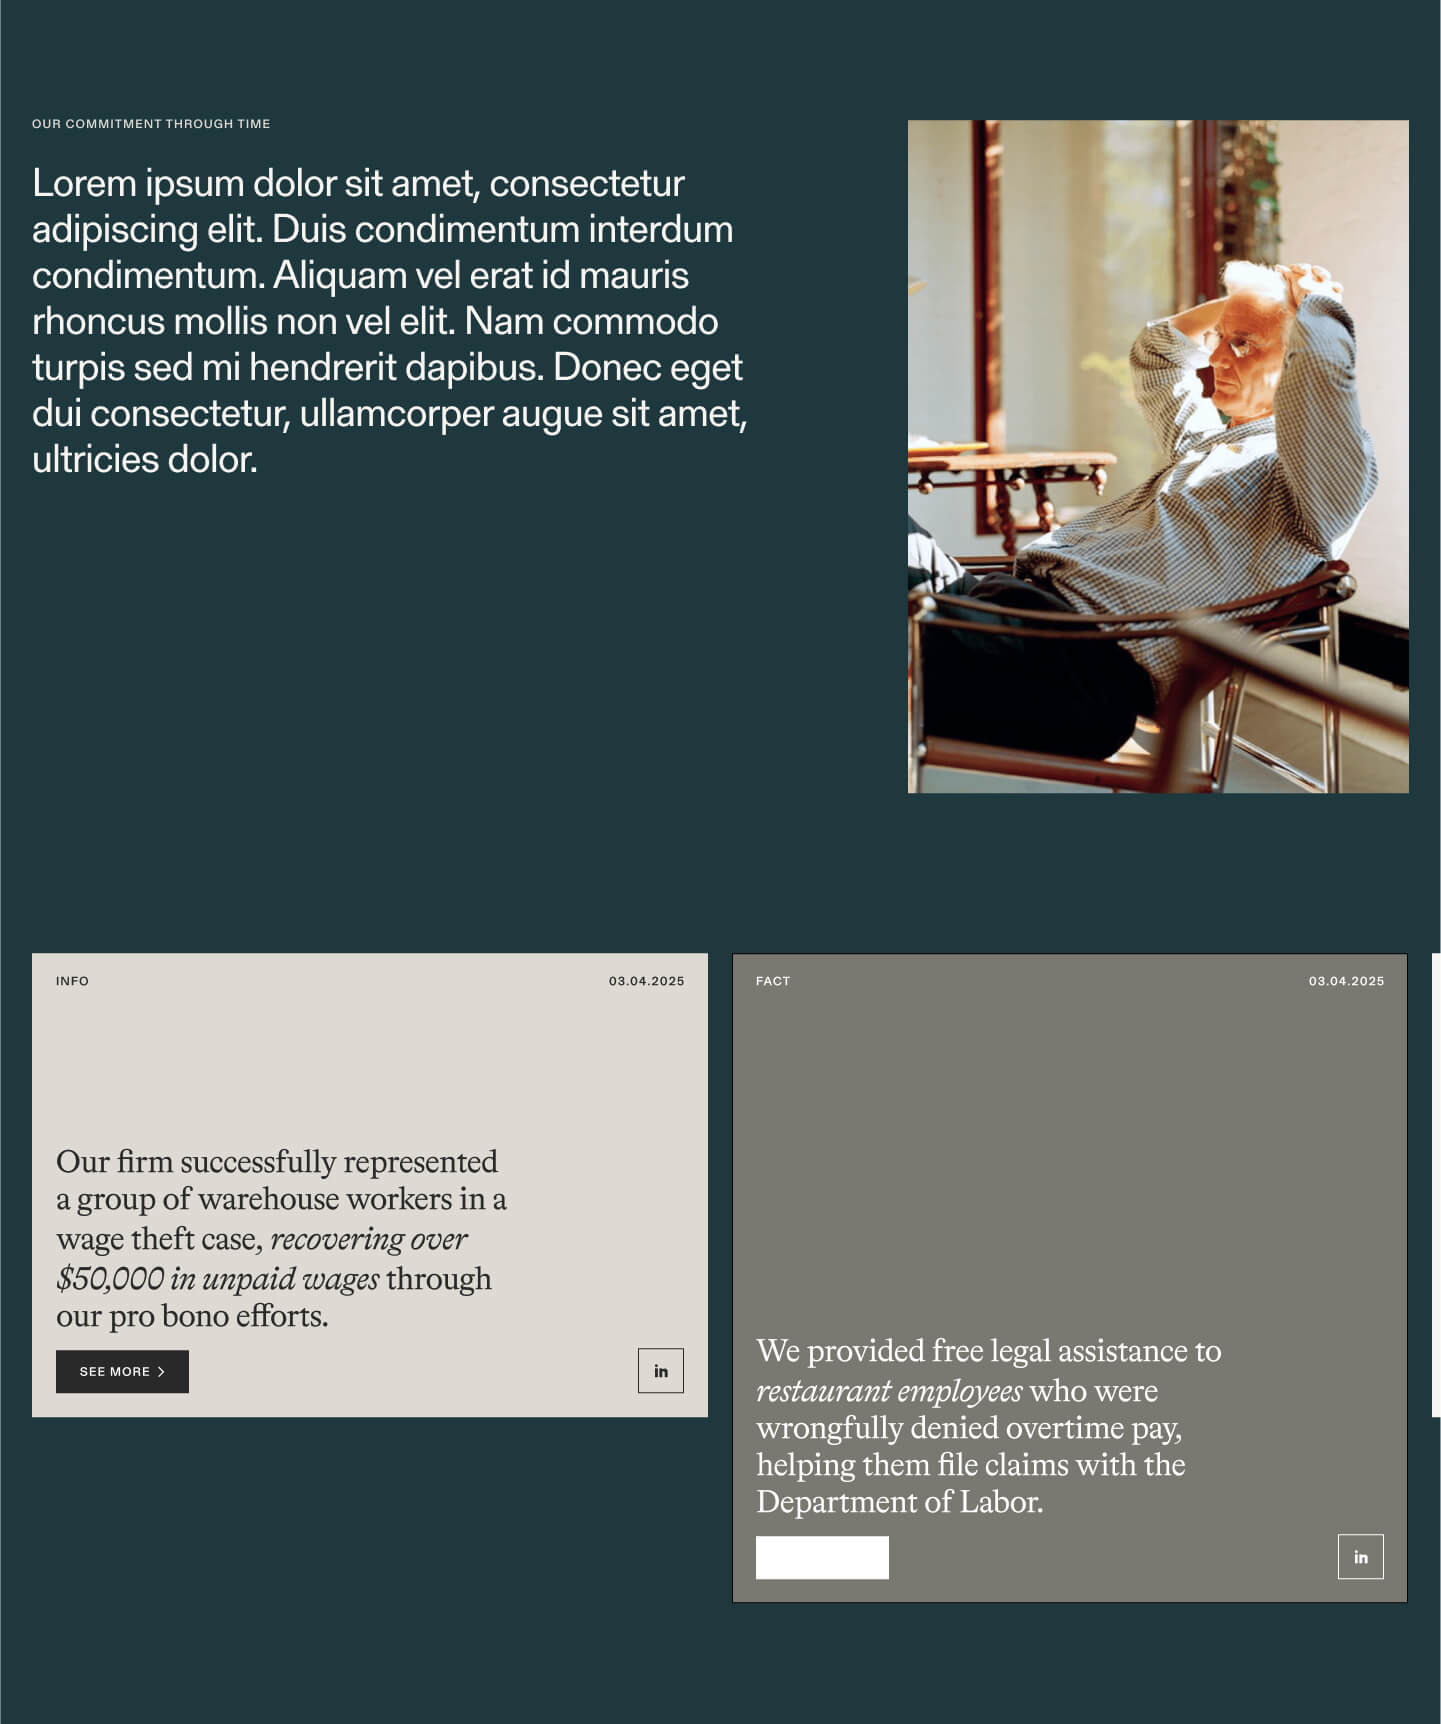 OUR COMMITMENT THROUGH TIME
Lorem ipsum dolor sit amet, consectetur
adipiscing elit. Duis condimentum interdum
condimentum. Aliquam vel erat id mauris
rhoncus mollis non vel elit. Nam commodo
turpis sed mi hendrerit dapibus. Donec eget
dui consectetur, ullamcorper augue sit amet,
ultricies dolor.
INFO
03.04.2025
Our firm successfully represented
a group of warehouse workers in a
wage theft case, recovering over
$50,000 in unpaid wages through
our pro bono efforts.
SEE MORE
in
FACT
03.04.2025
We provided free legal assistance to
restaurant employees who were
wrongfully denied overtime pay,
helping them file claims with the
Department of Labor.
in